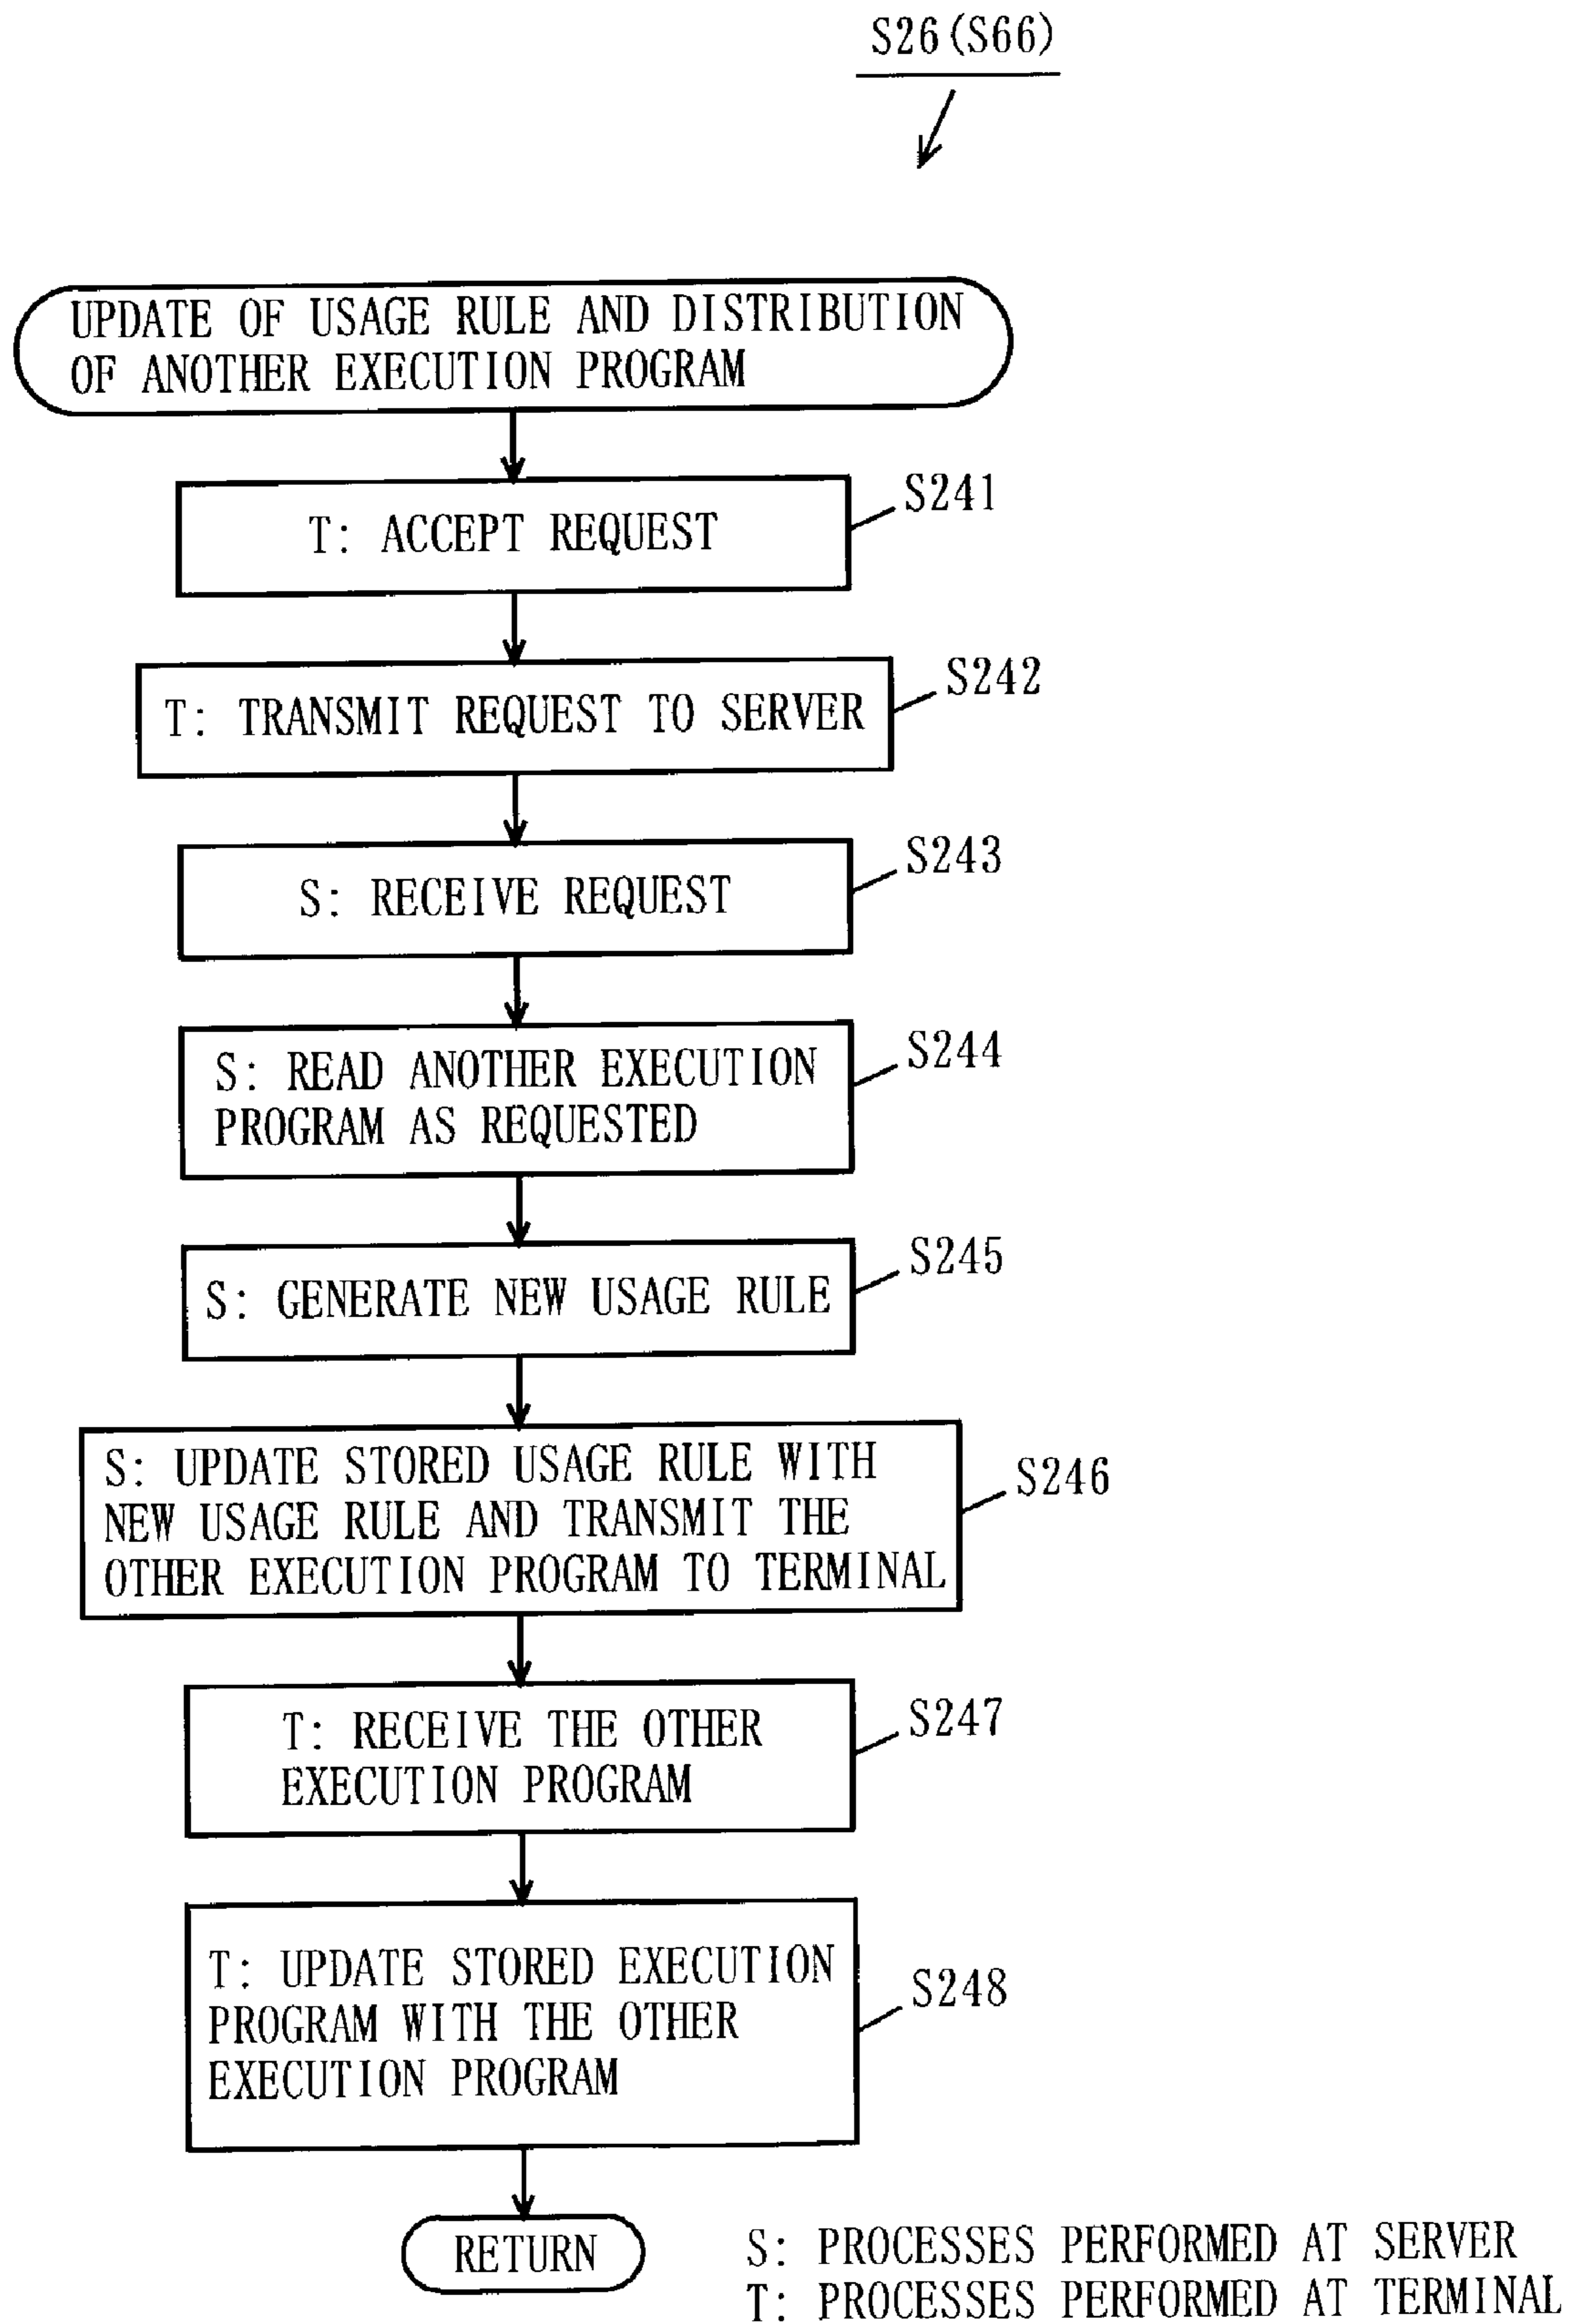 S26(S66)
UPDATE OF USAGE RULE AND DISTRIBUTION
OF ANOTHER EXECUTION PROGRAM
S241
T: ACCEPT REQUEST
S242
T: TRANSMIT REQUEST TO SERVER
S243
S: RECEIVE REQUEST
S244
S: READ ANOTHER EXECUTION
PROGRAM AS REQUESTED
S245
S: GENERATE NEW USAGE RULE
S246
S: UPDATE STORED USAGE RULE WITH
NEW USAGE RULE AND TRANSMIT THE
OTHER EXECUTION PROGRAM TO TERMINAL
S247
T: RECEIVE THE OTHER
EXECUTION PROGRAM
S248
T: UPDATE STORED EXECUTION
PROGRAM WITH THE OTHER
EXECUTION PROGRAM
RETURN
S: PROCESSES PERFORMED AT SERVER
T: PROCESSES PERFORMED AT TERMINAL